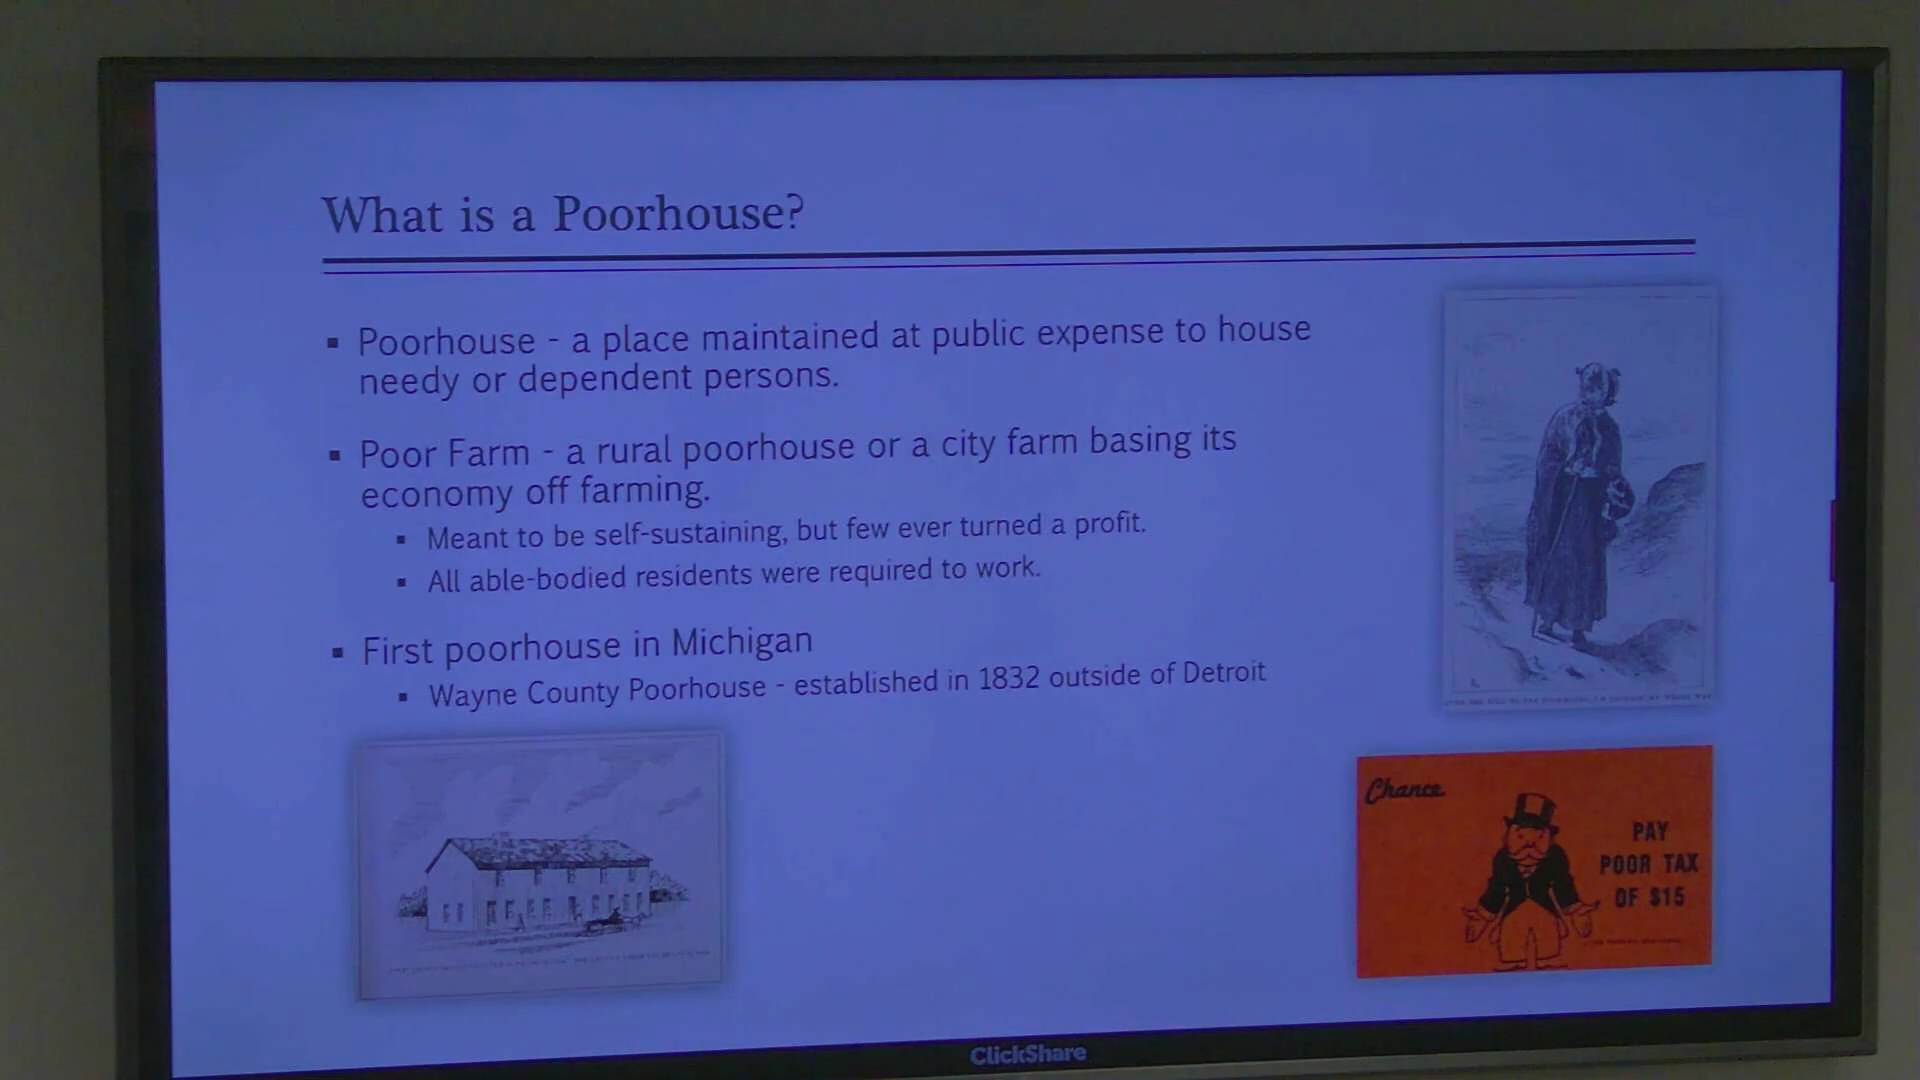 What is a Poorhouse?
▪ Poorhouse - a place maintained at public expense to house
needy or dependent persons.
▪ Poor Farm - a rural poorhouse or a city farm basing its
economy off farming.
▪ Meant to be self-sustaining, but few ever turned a profit.
▪ All able-bodied residents were required to work.
▪ First poorhouse in Michigan
▪ Wayne County Poorhouse - established in 1832 outside of Detroit
Chance
PAY
POOR TAX
OF $15
ClickShare